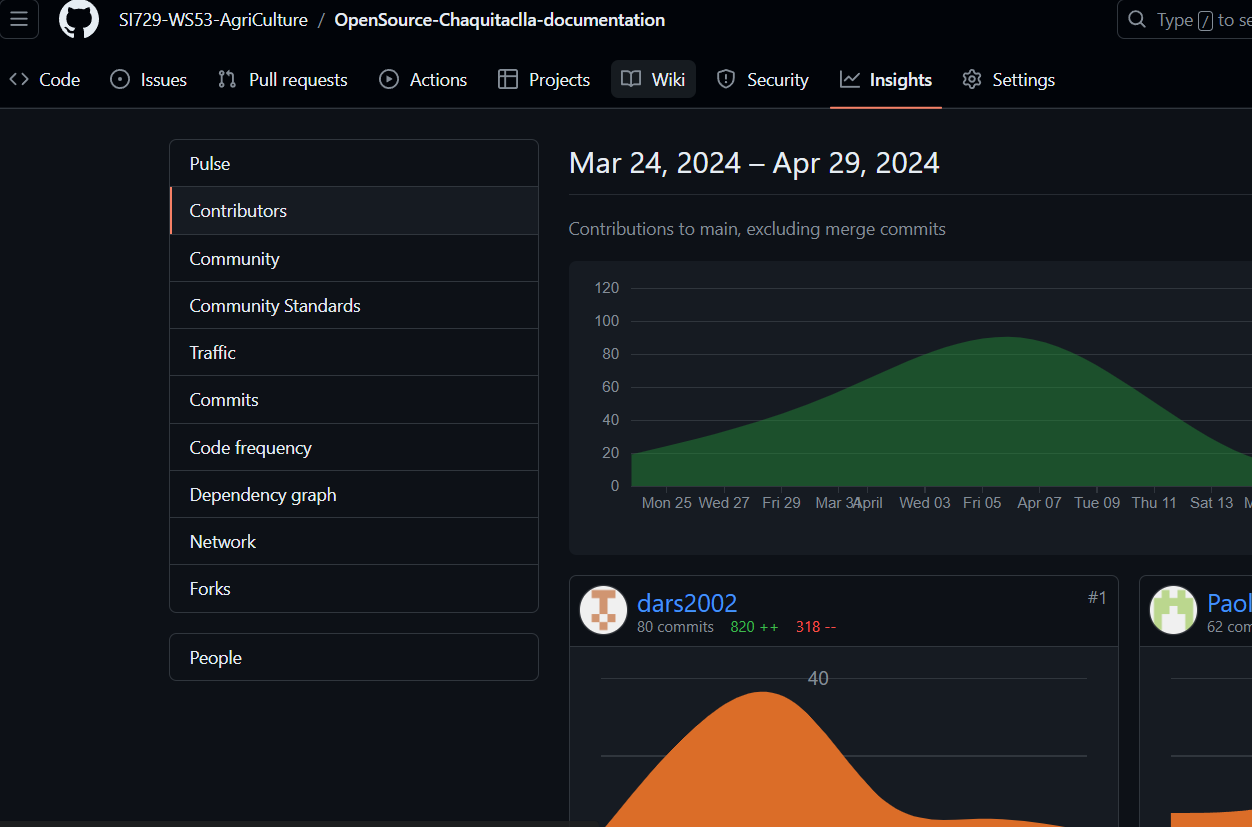 SI729-WS53-AgriCulture / OpenSource-Chaquitaclla-documentation
Type / to se
Code Issues Pull requests Actions Projects Wiki Security Insights Settings
Pulse
Contributors
Community
Community Standards
Traffic
Commits
Code frequency
Dependency graph
Network
Forks
People
Mar 24, 2024 – Apr 29, 2024
Contributions to main, excluding merge commits
120
100
80
60
40
20
0
Mon 25 Wed 27 Fri 29 Mar 31 April Wed 03 Fri 05 Apr 07 Tue 09 Thu 11 Sat 13 M
dars2002 #1
80 commits 820 ++ 318 --
40
Paol
62 com